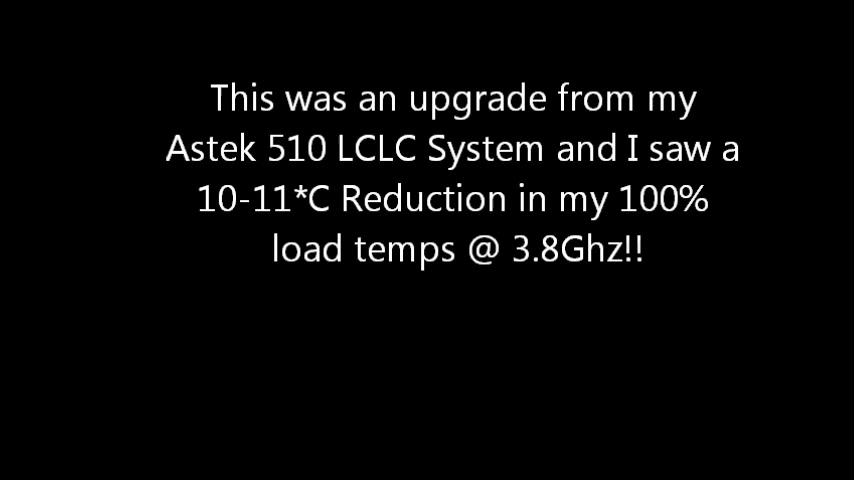 This was an upgrade from my
Astek 510 LCLC System and I saw a
10-11*C Reduction in my 100%
load temps @ 3.8Ghz!!